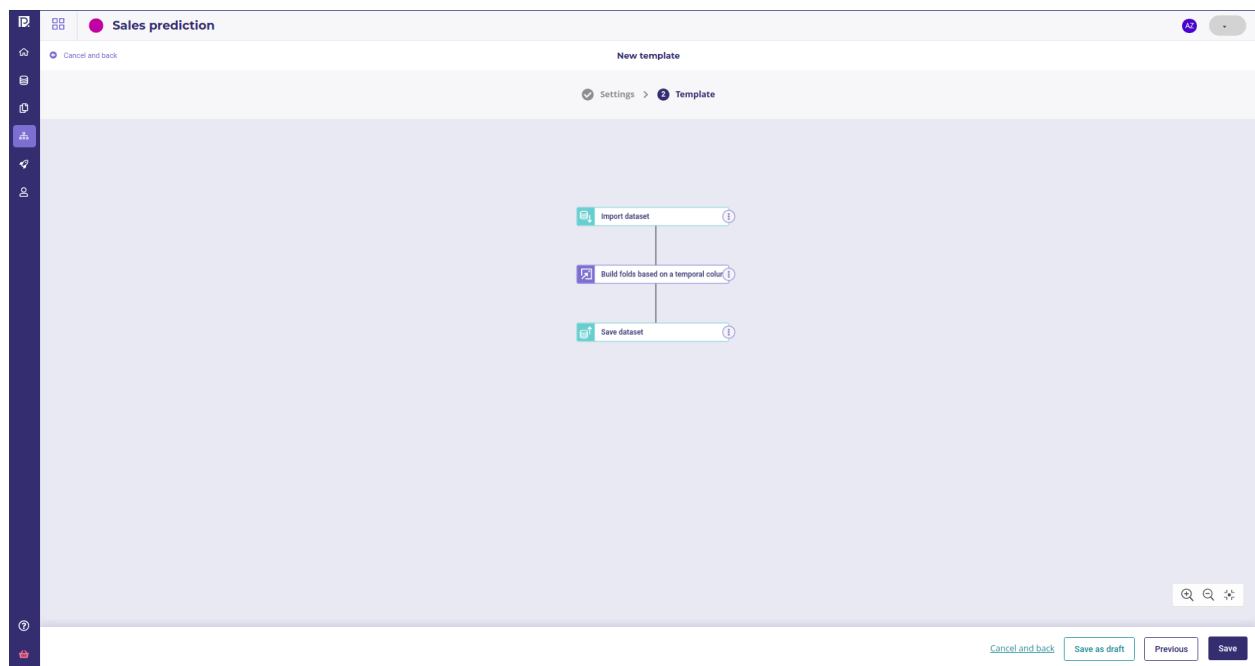 Sales prediction
AZ
Cancel and back
New template
Settings > 2 Template
Import dataset
Build folds based on a temporal colur
Save dataset
Cancel and back
Save as draft
Previous
Save